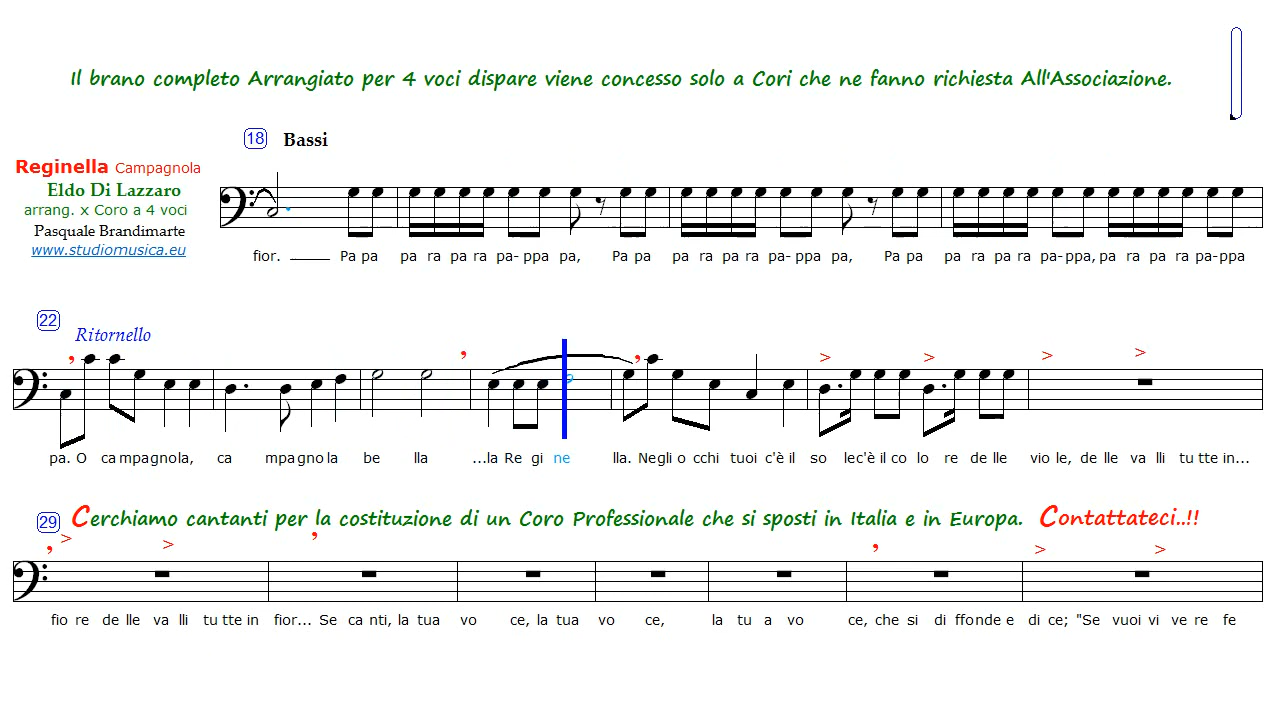 Il brano completo Arrangiato per 4 voci dispare viene concesso solo a Cori che ne fanno richiesta All'Associazione.
18 Bassi
Reginella Campagnola
Eldo Di Lazzaro
arrang. x Coro a 4 voci
Pasquale Brandimarte
www.studiomusica.eu
fior. Pa pa pa ra pa ra pa- ppa pa, Pa pa pa ra pa ra pa- ppa pa, Pa pa pa ra pa ra pa-ppa, pa ra pa ra pa-ppa
22
Ritornello
pa. O ca mpagnola, ca mpagnola be lla ...la Re gi ne lla. Negli o cchi tuoi c'è il so lec'è il co lo re de lle vio le, de lle va lli tu tte in...
29 Cerchiamo cantanti per la costituzione di un Coro Professionale che si sposti in Italia e in Europa. Contattateci..!!
fio re de lle va lli tu tte in fior... Se ca nti, la tua vo ce, la tua vo ce, la tu a vo ce, che si di ffonde e di ce; "Se vuoi vi ve re fe